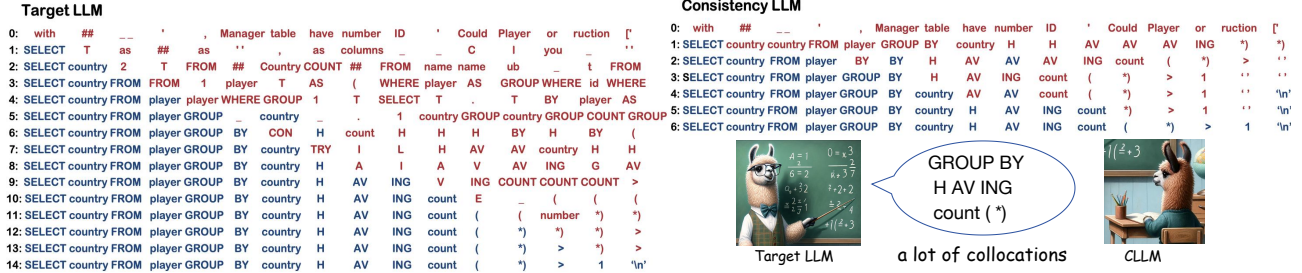 Target LLM
0: with ## _ _ ' , Manager table have number ID ' Could Player or ruction ['
1: SELECT T as ## as ' ' , as columns _ _ C I you _ ' '
2: SELECT country 2 T FROM ## Country COUNT ## FROM name name ub _ t FROM
3: SELECT country FROM FROM 1 player T AS ( WHERE player AS GROUP WHERE id WHERE
4: SELECT country FROM player player WHERE GROUP 1 T SELECT T . T BY player AS
5: SELECT country FROM player GROUP _ country _ . 1 country GROUP country GROUP COUNT GROUP
6: SELECT country FROM player GROUP BY CON H count H H H BY H BY (
7: SELECT country FROM player GROUP BY country TRY I L H AV AV country H H
8: SELECT country FROM player GROUP BY country H A I A V AV ING G AV
9: SELECT country FROM player GROUP BY country H AV ING V ING COUNT COUNT COUNT >
10: SELECT country FROM player GROUP BY country H AV ING count E _ ( ( (
11: SELECT country FROM player GROUP BY country H AV ING count ( ( number *) *)
12: SELECT country FROM player GROUP BY country H AV ING count ( *) *) *) >
13: SELECT country FROM player GROUP BY country H AV ING count ( *) > *) >
14: SELECT country FROM player GROUP BY country H AV ING count ( *) > 1 '\n'
Consistency LLM
0: with ## _ _ ' , Manager table have number ID ' Could Player or ruction ['
1: SELECT country country FROM player GROUP BY country H H AV AV AV ING *) *)
2: SELECT country FROM player BY BY H AV AV AV ING count ( *) > ' '
3: SELECT country FROM player GROUP BY H AV ING count ( *) > 1 ' ' ' '
4: SELECT country FROM player GROUP BY country AV AV count ( *) > 1 ' ' '\n'
5: SELECT country FROM player GROUP BY country H AV ING count *) > 1 ' ' '\n'
6: SELECT country FROM player GROUP BY country H AV ING count ( *) > 1 '\n'
GROUP BY
H AV ING
count ( *)
Target LLM
a lot of collocations
CLLM